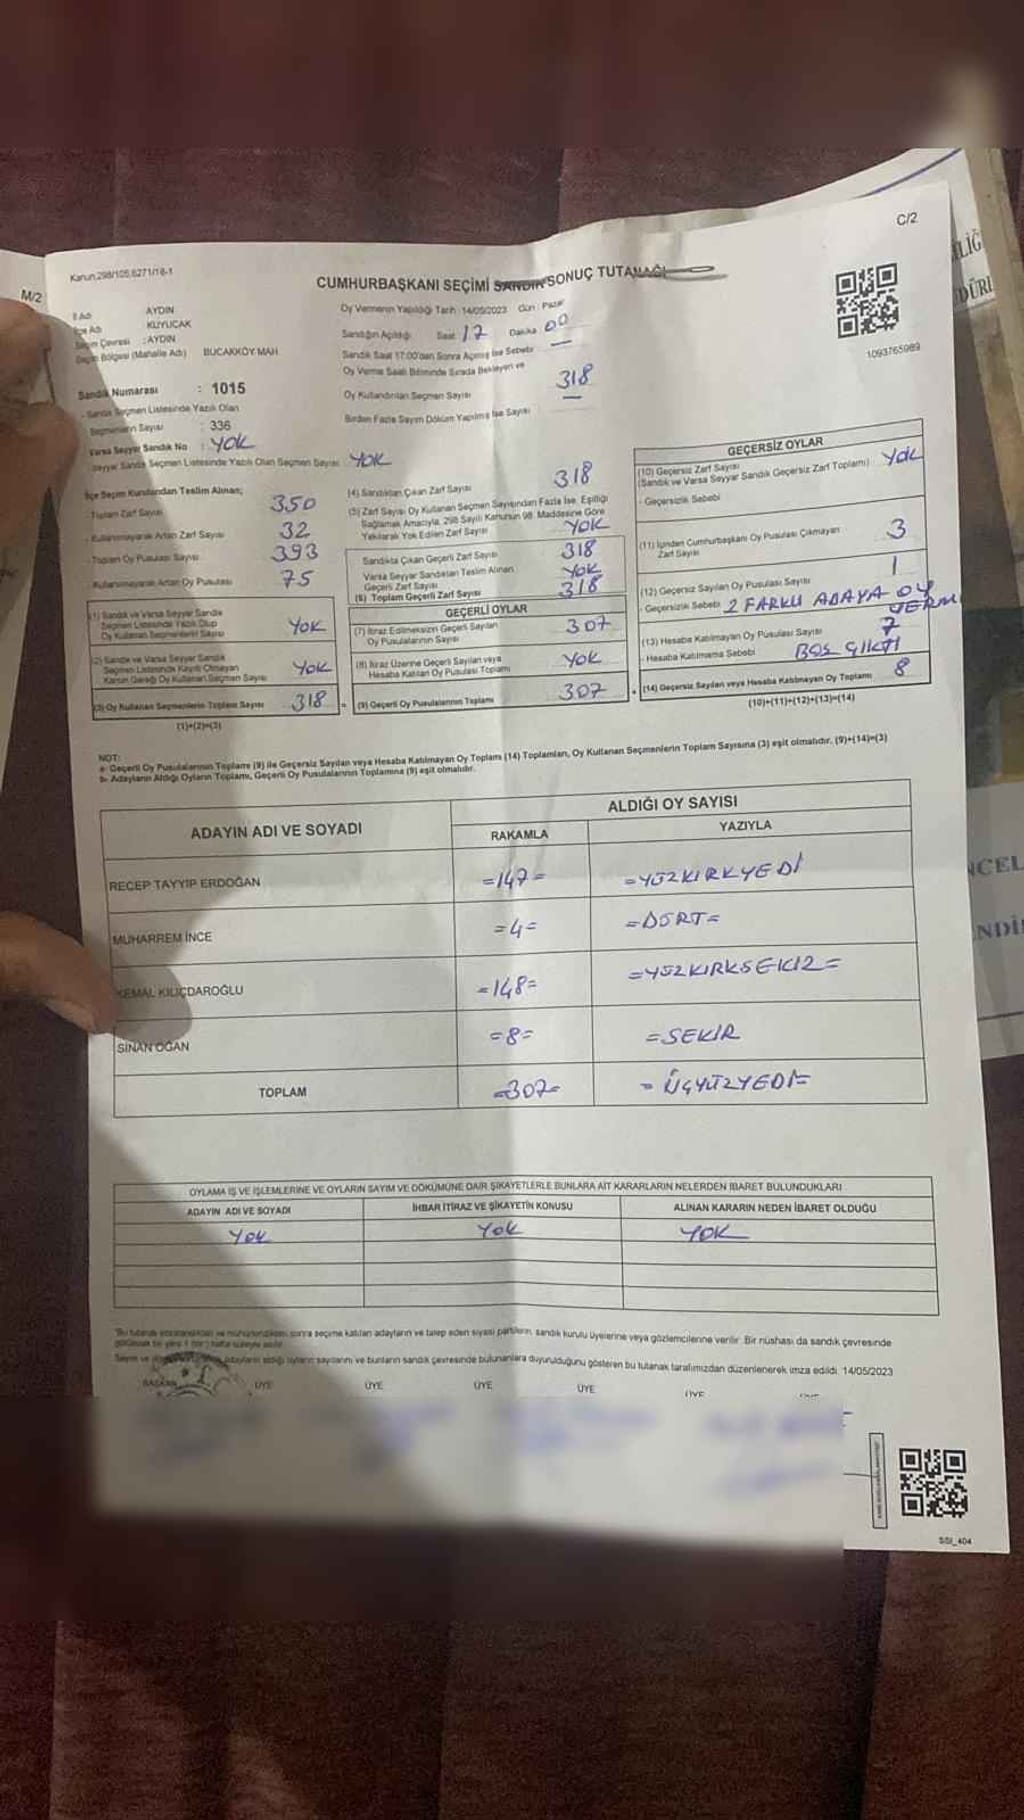 C/2
Kanun.298/105,6271/16-1
M/2
CUMHURBAŞKANI SEÇİMİ SANDIK SONUÇ TUTANAĞI
İl Adı AYDIN
İlçe Adı KUYUCAK
Seçim Çevresi : AYDIN
Seçim Bölgesi (Mahalle Adı) BUCAKKÖY MAH.
Sandık Numarası : 1015
- Sandık Seçmen Listesinde Yazılı Olan
Seçmenlerin Sayısı : 336
Varsa Seyyar Sandık No : YOK
Seyyar Sandık Seçmen Listesinde Yazılı Olan Seçmen Sayısı YOK
Oy Vermenin Yapıldığı Tarih : 14/05/2023 Gün : Pazar
Sandığın Açıldığı Saat 17 Dakika 00
Sandık Saat 17:00'dan Sonra Açılmış İse Sebebi —
Oy Verme Saati Bitiminde Sırada Bekleyen ve
Oy Kullandırılan Seçmen Sayısı 318
Birden Fazla Sayım Döküm Yapılmış İse Sayısı —
1093765989
İlçe Seçim Kurulundan Teslim Alınan;
Toplam Zarf Sayısı 350
- Kullanılmayarak Artan Zarf Sayısı 32
Toplam Oy Pusulası Sayısı 393
Kullanılmayarak Artan Oy Pusulası 75
(1) Sandık ve Varsa Seyyar Sandık
Seçmen Listesinde Yazılı Olup
Oy Kullanan Seçmenlerin Sayısı YOK
(2) Sandık ve Varsa Seyyar Sandık
Seçmen Listesinde Kayıtlı Olmayan
Kanun Gereği Oy Kullanan Seçmen Sayısı YOK
(3) Oy Kullanan Seçmenlerin Toplam Sayısı 318
(1)+(2)=(3)
(4) Sandıktan Çıkan Zarf Sayısı 318
(5) Zarf Sayısı Oy Kullanan Seçmen Sayısından Fazla İse, Eşitliği
Sağlamak Amacıyla, 298 Sayılı Kanunun 98. Maddesine Göre
Yakılarak Yok Edilen Zarf Sayısı YOK
Sandıkta Çıkan Geçerli Zarf Sayısı 318
Varsa Seyyar Sandıktan Teslim Alınan
Geçerli Zarf Sayısı YOK
(6) Toplam Geçerli Zarf Sayısı 318
GEÇERLİ OYLAR
(7) İtiraz Edilmeksizin Geçerli Sayılan
Oy Pusulalarının Sayısı 307
(8) İtiraz Üzerine Geçerli Sayılan veya
Hesaba Katılan Oy Pusulası Toplamı YOK
= (9) Geçerli Oy Pusulalarının Toplamı 307
GEÇERSİZ OYLAR
(10) Geçersiz Zarf Sayısı
(Sandık ve Varsa Seyyar Sandık Geçersiz Zarf Toplamı) YOK
- Geçersizlik Sebebi
(11) İçinden Cumhurbaşkanı Oy Pusulası Çıkmayan
Zarf Sayısı 3
(12) Geçersiz Sayılan Oy Pusulası Sayısı 1
Geçersizlik Sebebi 2 FARKLI ADAYA OY
VERM
(13) Hesaba Katılmayan Oy Pusulası Sayısı 7
- Hesaba Katılmama Sebebi BOŞ ÇIKTI
+ (14) Geçersiz Sayılan veya Hesaba Katılmayan Oy Toplamı 8
(10)+(11)+(12)+(13)=(14)
NOT:
a- Geçerli Oy Pusulalarının Toplamı (9) ile Geçersiz Sayılan veya Hesaba Katılmayan Oy Toplamı (14) Toplamları, Oy Kullanan Seçmenlerin Toplam Sayısına (3) eşit olmalıdır. (9)+(14)=(3)
b- Adayların Aldığı Oyların Toplamı, Geçerli Oy Pusulalarının Toplamına (9) eşit olmalıdır.
ADAYIN ADI VE SOYADI
ALDIĞI OY SAYISI
RAKAMLA YAZIYLA
RECEP TAYYİP ERDOĞAN =147= =YÜZKIRKYEDİ
MUHARREM İNCE =4= =DÖRT=
KEMAL KILIÇDAROĞLU =148= =YÜZKIRKSEKİZ=
SİNAN OĞAN =8= =SEKİZ
TOPLAM =307= = ÜÇYÜZYEDİ=
OYLAMA İŞ VE İŞLEMLERİNE VE OYLARIN SAYIM VE DÖKÜMÜNE DAİR ŞİKAYETLERLE BUNLARA AİT KARARLARIN NELERDEN İBARET BULUNDUKLARI
ADAYIN ADI VE SOYADI İHBAR İTİRAZ VE ŞİKAYETİN KONUSU ALINAN KARARIN NEDEN İBARET OLDUĞU
YOK YOK YOK
sonra seçime katılan adayların ve talep eden siyasi partilerin, sandık kurulu üyelerine veya gözlemcilerine verilir. Bir nüshası da sandık çevresinde
adayların aldığı oyların sayılarını ve bunların sandık çevresinde bulunanlara duyurulduğunu gösteren bu tutanak tarafımızdan düzenlenerek imza edildi. 14/05/2023
BAŞKAN ÜYE ÜYE ÜYE ÜYE ÜYE
SSI_404